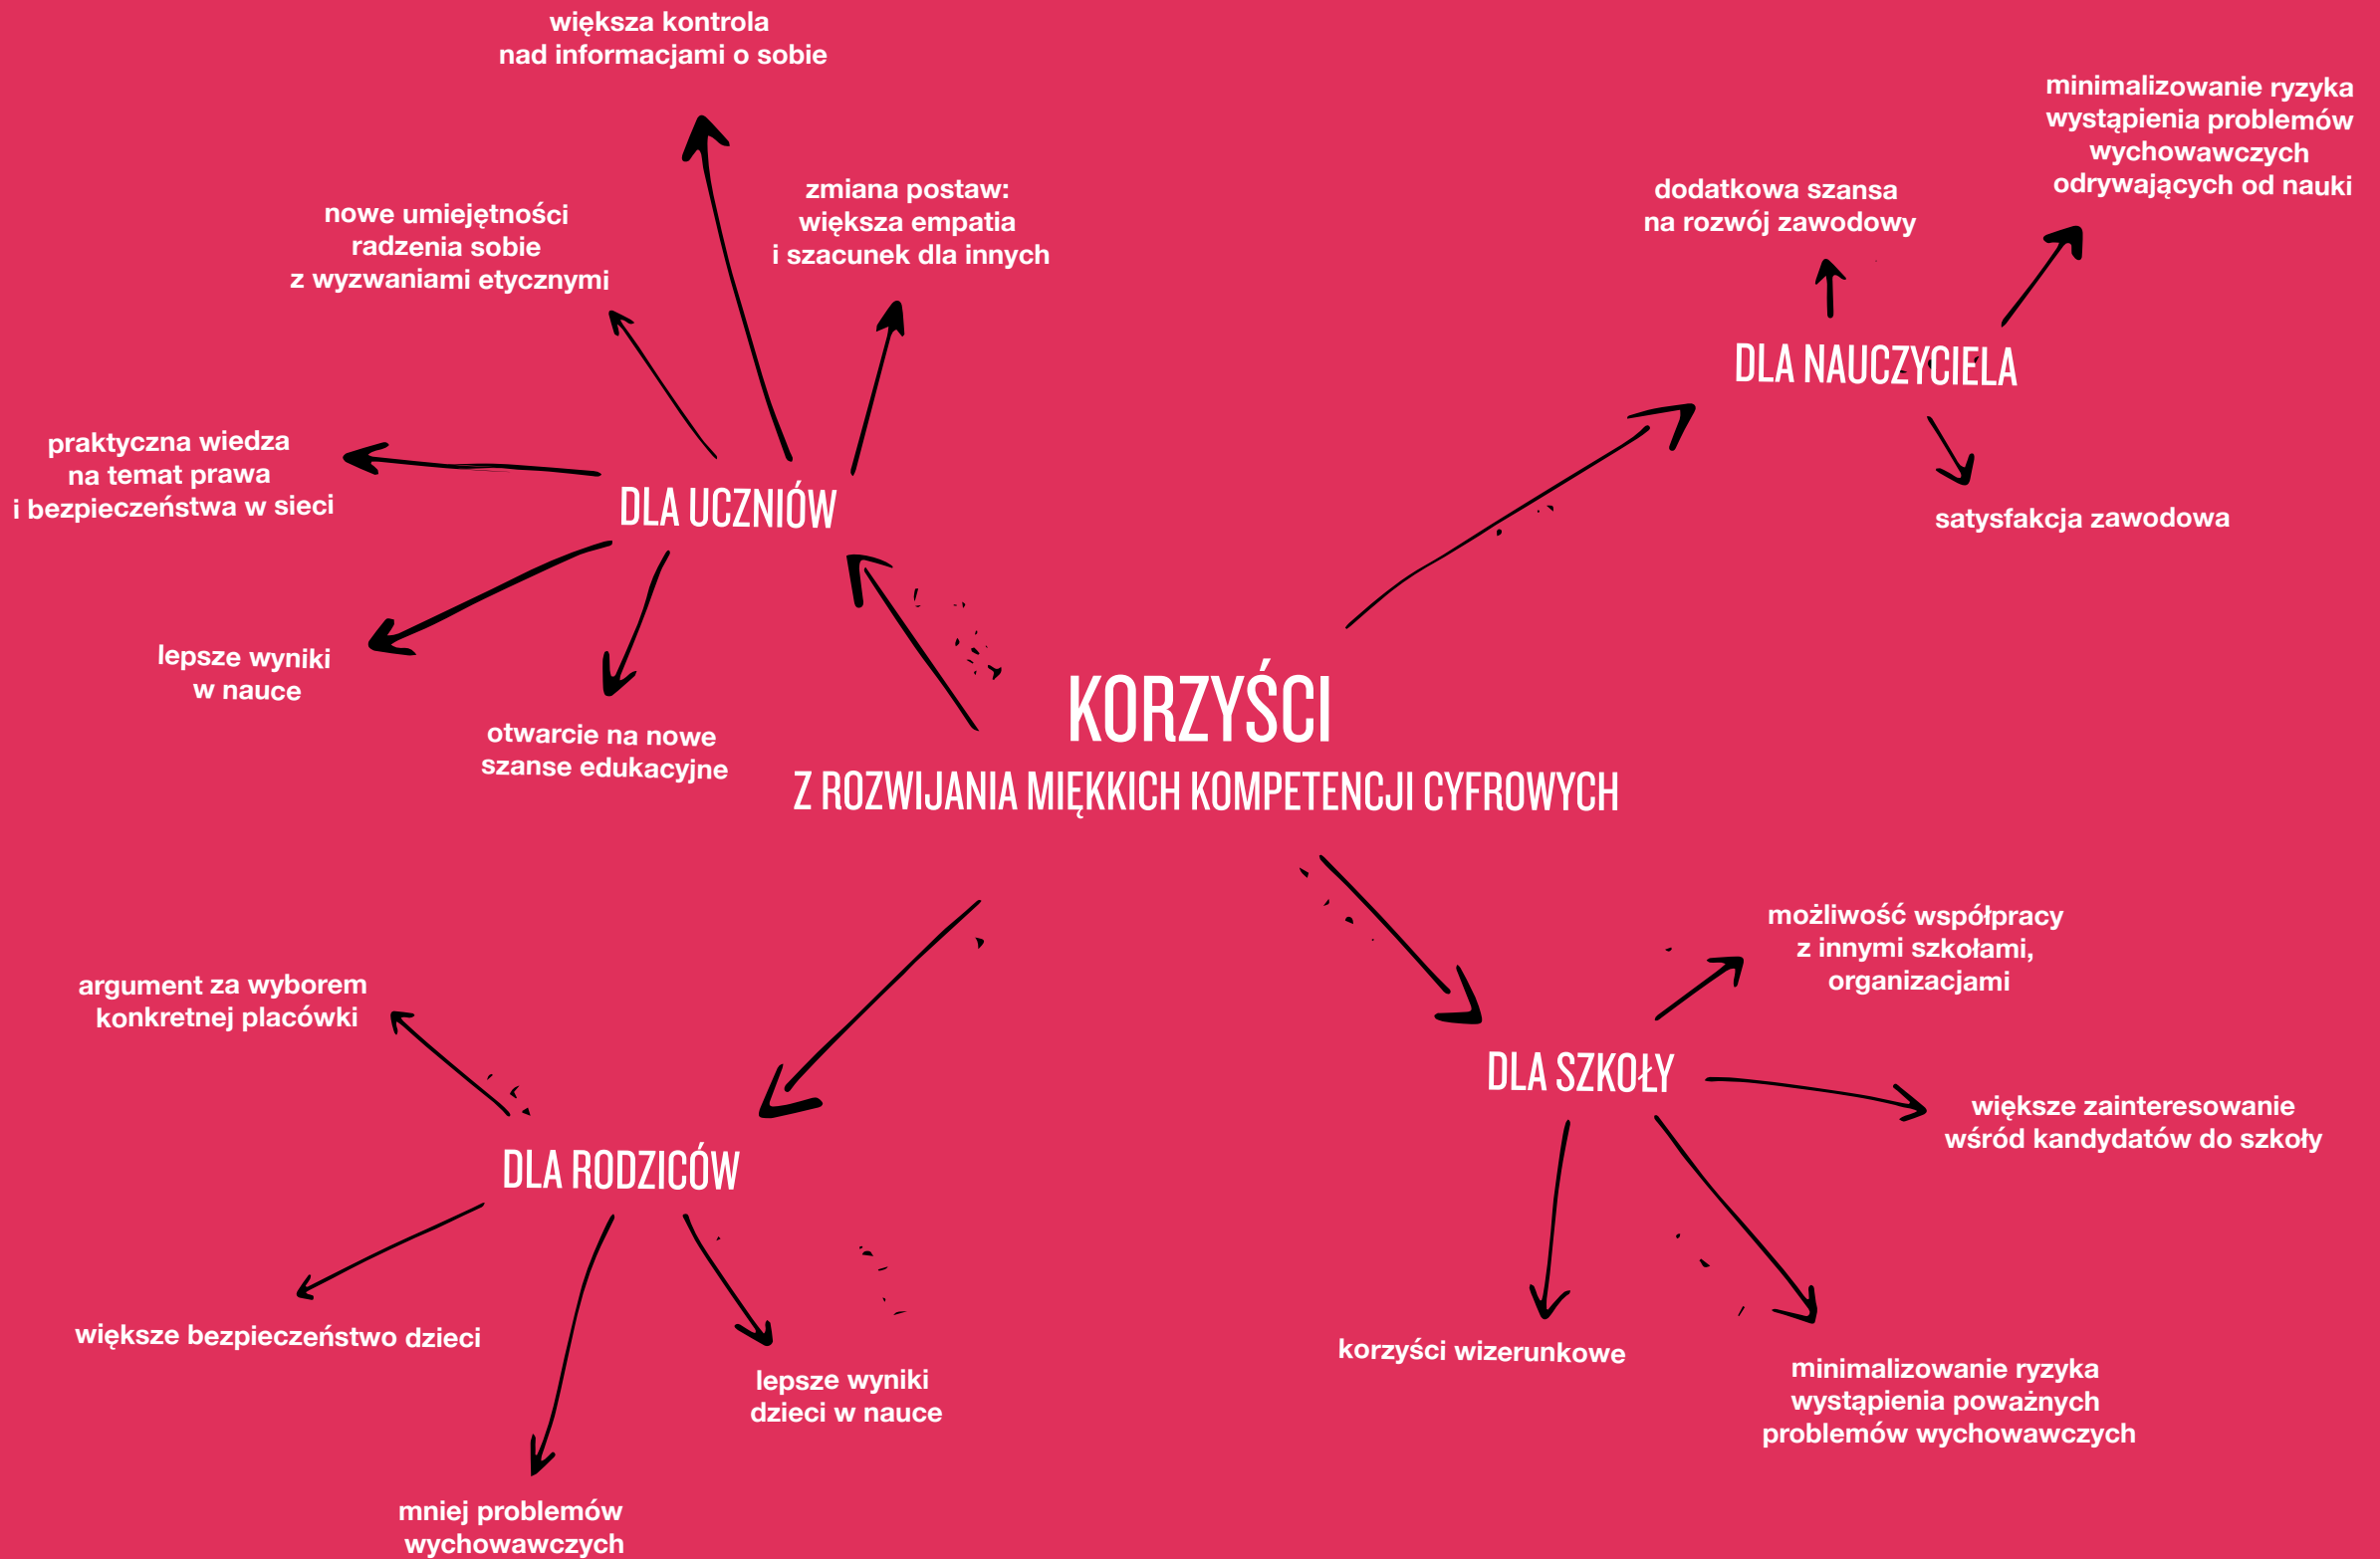 większa kontrola
nad informacjami o sobie
nowe umiejętności
radzenia sobie
z wyzwaniami etycznymi
zmiana postaw:
większa empatia
i szacunek dla innych
praktyczna wiedza
na temat prawa
i bezpieczeństwa w sieci
DLA UCZNIÓW
lepsze wyniki
w nauce
otwarcie na nowe
szanse edukacyjne
dodatkowa szansa
na rozwój zawodowy
minimalizowanie ryzyka
wystąpienia problemów
wychowawczych
odrywających od nauki
DLA NAUCZYCIELA
satysfakcja zawodowa
KORZYŚCI
Z ROZWIJANIA MIĘKKICH KOMPETENCJI CYFROWYCH
argument za wyborem
konkretnej placówki
DLA RODZICÓW
większe bezpieczeństwo dzieci
lepsze wyniki
dzieci w nauce
mniej problemów
wychowawczych
możliwość współpracy
z innymi szkołami,
organizacjami
DLA SZKOŁY
większe zainteresowanie
wśród kandydatów do szkoły
korzyści wizerunkowe
minimalizowanie ryzyka
wystąpienia poważnych
problemów wychowawczych